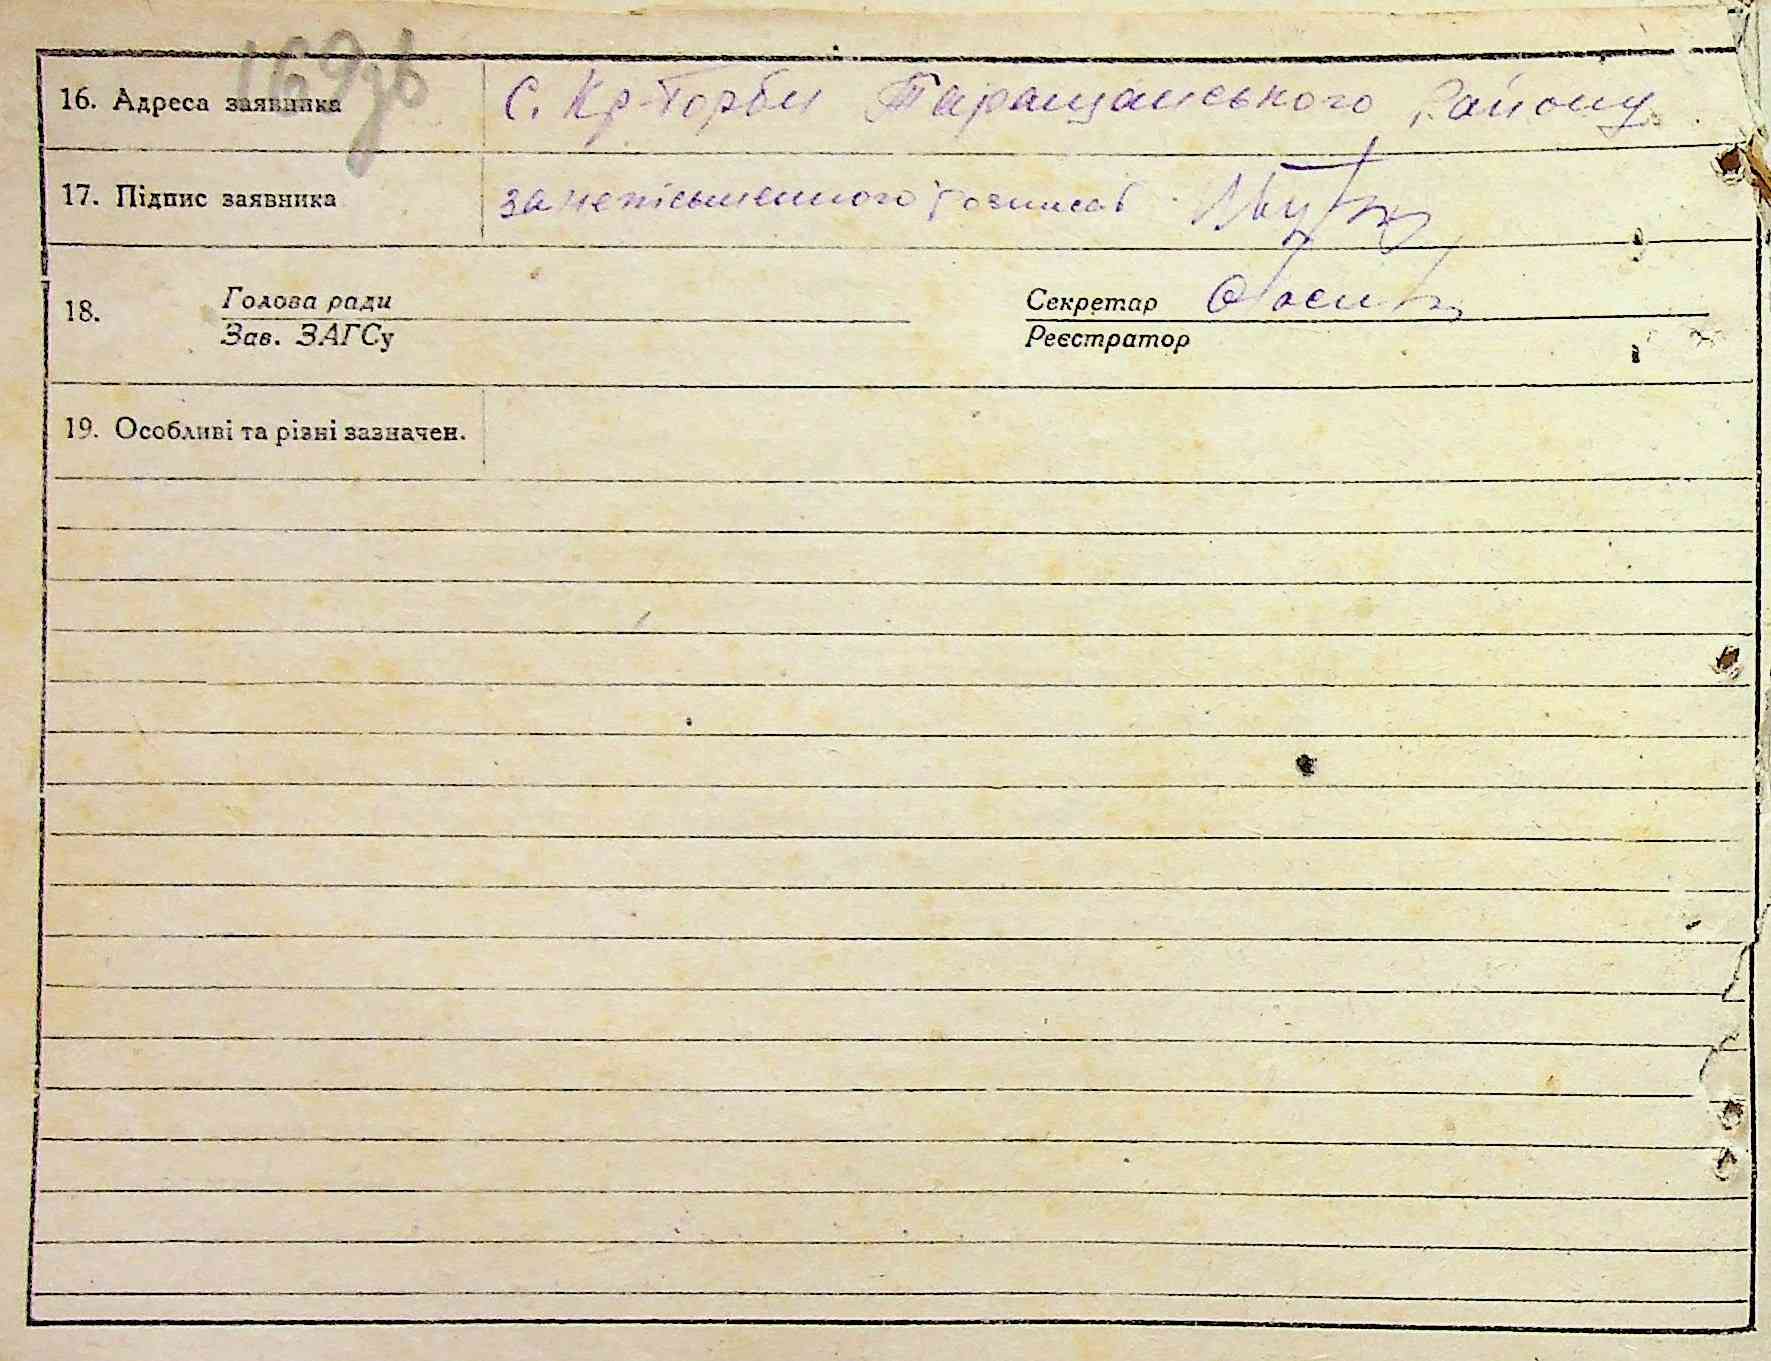 169зв
16. Адреса заявника С. Кр-Горби Таращанського району
17. Підпис заявника за неписьменного розписав
18. Голова ради Секретар
Зав. ЗАГСу Реєстратор
19. Особливі та різні зазначен.